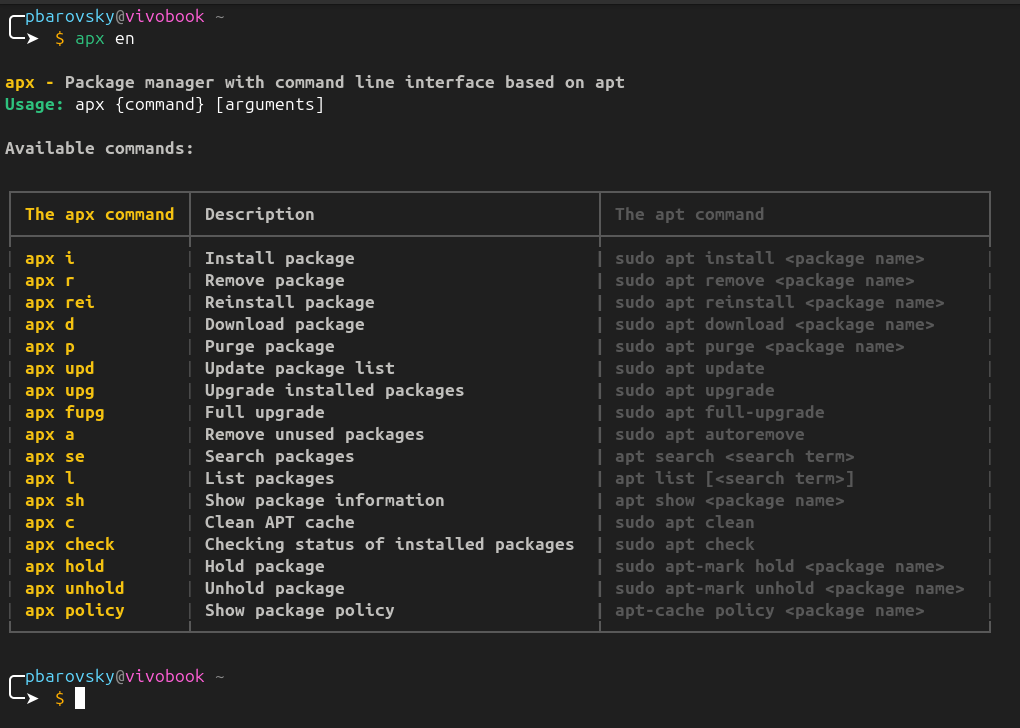 pbarovsky@vivobook ~
$ apx en
apx - Package manager with command line interface based on apt
Usage: apx {command} [arguments]
Available commands:
The apx command | Description | The apt command
apx i | Install package | sudo apt install <package name>
apx r | Remove package | sudo apt remove <package name>
apx rei | Reinstall package | sudo apt reinstall <package name>
apx d | Download package | sudo apt download <package name>
apx p | Purge package | sudo apt purge <package name>
apx upd | Update package list | sudo apt update
apx upg | Upgrade installed packages | sudo apt upgrade
apx fupg | Full upgrade | sudo apt full-upgrade
apx a | Remove unused packages | sudo apt autoremove
apx se | Search packages | apt search <search term>
apx l | List packages | apt list [<search term>]
apx sh | Show package information | apt show <package name>
apx c | Clean APT cache | sudo apt clean
apx check | Checking status of installed packages | sudo apt check
apx hold | Hold package | sudo apt-mark hold <package name>
apx unhold | Unhold package | sudo apt-mark unhold <package name>
apx policy | Show package policy | apt-cache policy <package name>
pbarovsky@vivobook ~
$